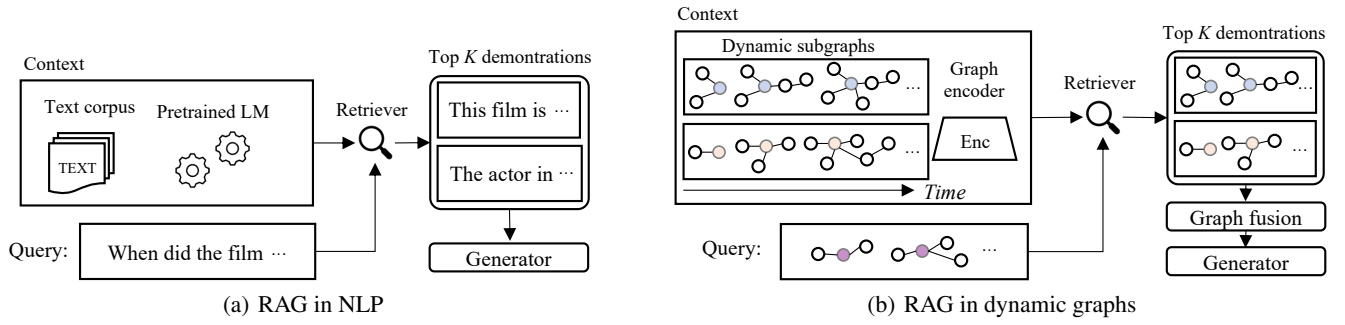 Context
Text corpus
Pretrained LM
TEXT
Retriever
Top K demontrations
This film is ...
The actor in ...
Generator
Query:
When did the film ...
(a) RAG in NLP
Context
Dynamic subgraphs
...
...
Time
Graph
encoder
Enc
Retriever
Top K demontrations
...
...
Graph fusion
Generator
Query:
...
(b) RAG in dynamic graphs